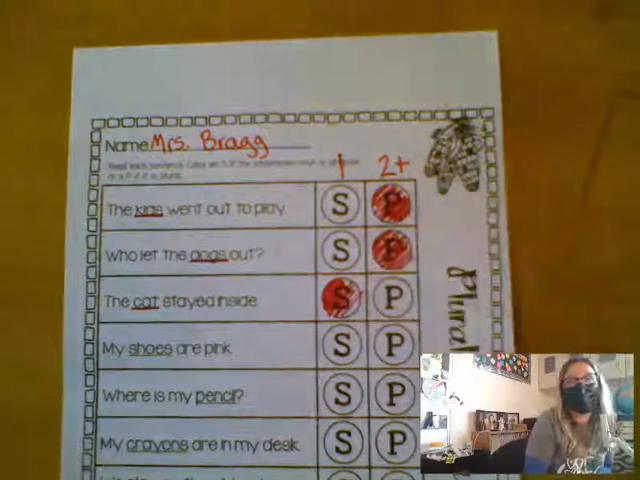 Name Mrs. Bragg
1 2+
The kids went out to play. S P
Who let the dogs out? S P
The cat stayed inside. S P
My shoes are pink. S P
Where is my pencil? S P
My crayons are in my desk. S P
Plural